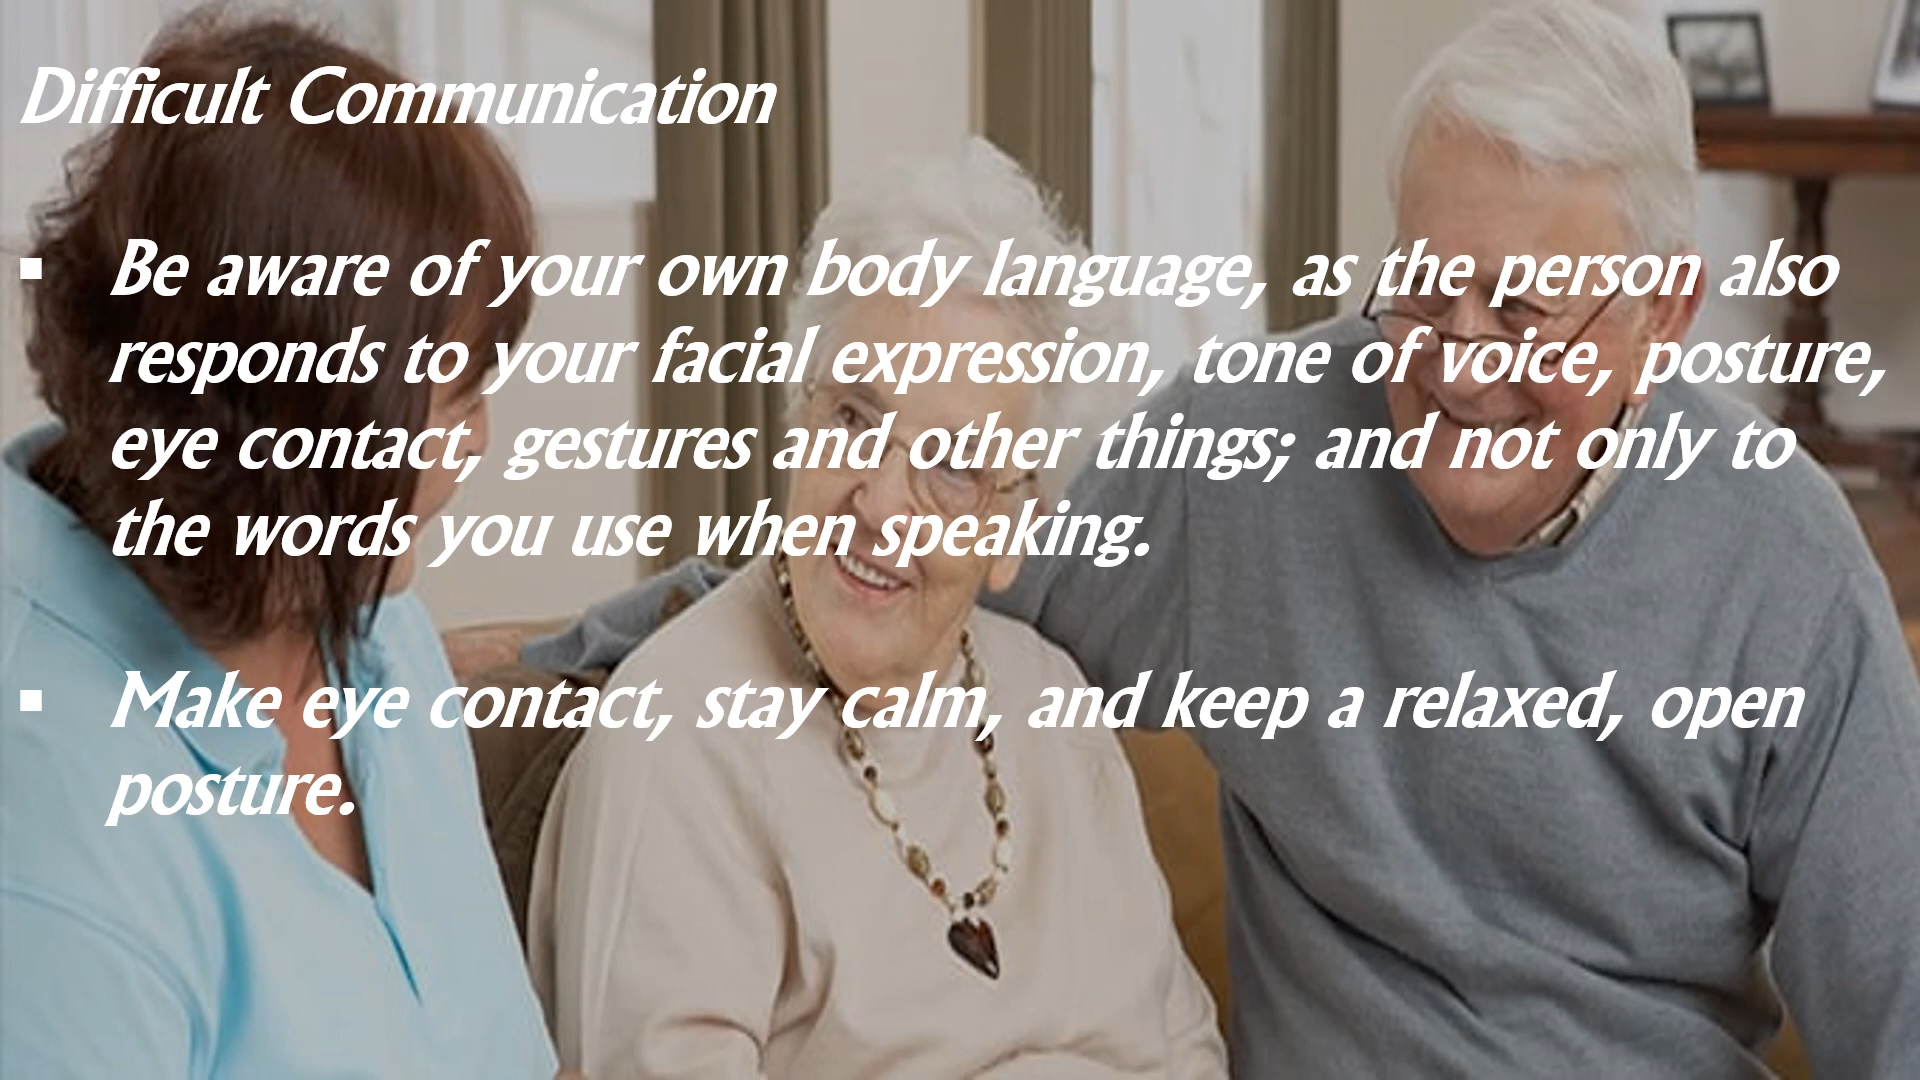 Difficult Communication
▪ Be aware of your own body language, as the person also
responds to your facial expression, tone of voice, posture,
eye contact, gestures and other things; and not only to
the words you use when speaking.
▪ Make eye contact, stay calm, and keep a relaxed, open
posture.